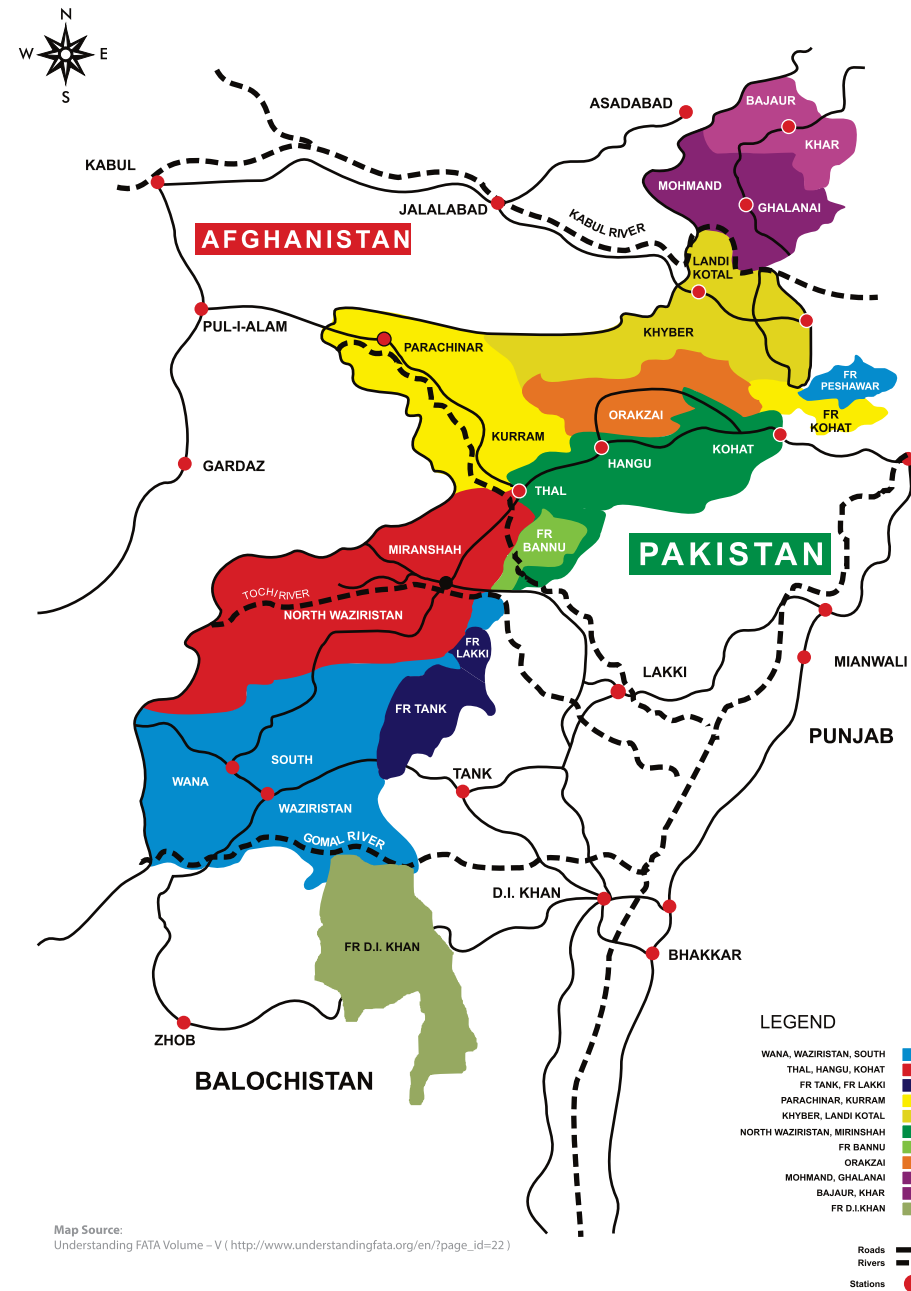 N
W E
S
ASADABAD
BAJAUR
KHAR
KABUL
MOHMAND
JALALABAD
GHALANAI
KABUL RIVER
AFGHANISTAN
LANDI
KOTAL
PUL-I-ALAM
KHYBER
PARACHINAR
FR
PESHAWAR
ORAKZAI
FR
KOHAT
KURRAM
KOHAT
HANGU
GARDAZ
THAL
FR
BANNU
PAKISTAN
MIRANSHAH
TOCHI RIVER
NORTH WAZIRISTAN
FR
LAKKI
MIANWALI
LAKKI
FR TANK
PUNJAB
SOUTH
TANK
WANA
WAZIRISTAN
GOMAL RIVER
D.I. KHAN
FR D.I. KHAN
BHAKKAR
ZHOB
BALOCHISTAN
LEGEND
WANA, WAZIRISTAN, SOUTH
THAL, HANGU, KOHAT
FR TANK, FR LAKKI
PARACHINAR, KURRAM
KHYBER, LANDI KOTAL
NORTH WAZIRISTAN, MIRINSHAH
FR BANNU
ORAKZAI
MOHMAND, GHALANAI
BAJAUR, KHAR
FR D.I.KHAN
Map Source:
Understanding FATA Volume – V ( http://www.understandingfata.org/en/?page_id=22 )
Roads
Rivers
Stations